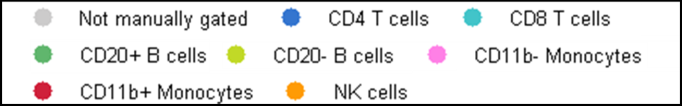 Not manually gated CD4 T cells CD8 T cells
CD20+ B cells CD20- B cells CD11b- Monocytes
CD11b+ Monocytes NK cells